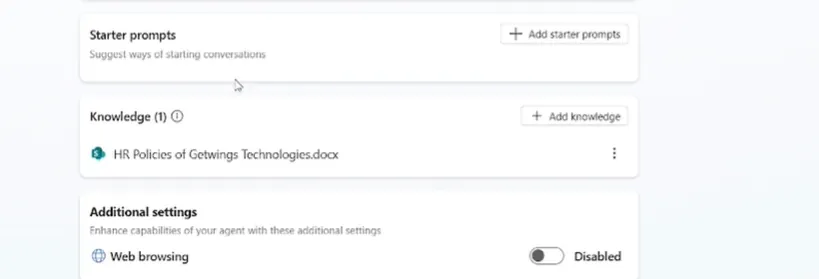 Starter prompts
+ Add starter prompts
Suggest ways of starting conversations
Knowledge (1)
+ Add knowledge
HR Policies of Getwings Technologies.docx
Additional settings
Enhance capabilities of your agent with these additional settings
Web browsing
Disabled